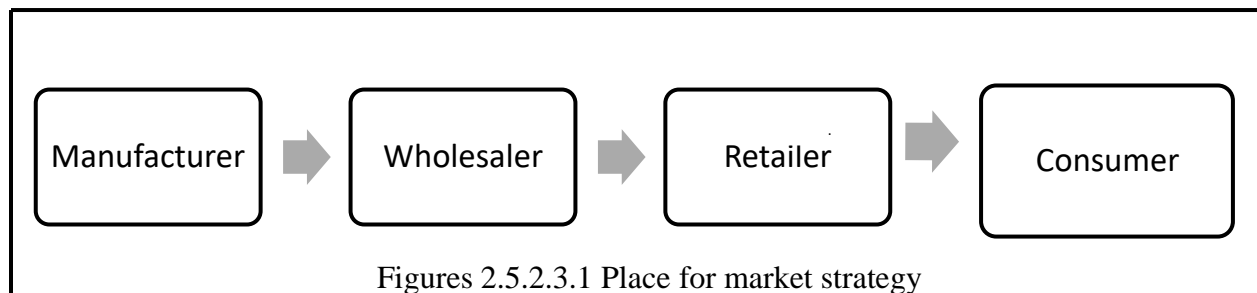 Manufacturer Wholesaler Retailer Consumer
Figures 2.5.2.3.1 Place for market strategy